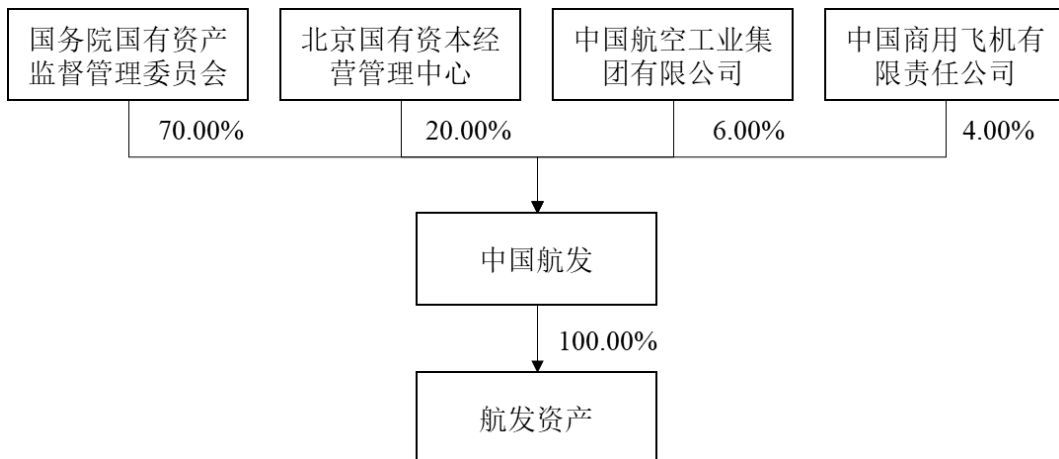 国务院国有资产
监督管理委员会
北京国有资本经
营管理中心
中国航空工业集
团有限公司
中国商用飞机有
限责任公司
70.00%
20.00%
6.00%
4.00%
中国航发
100.00%
航发资产